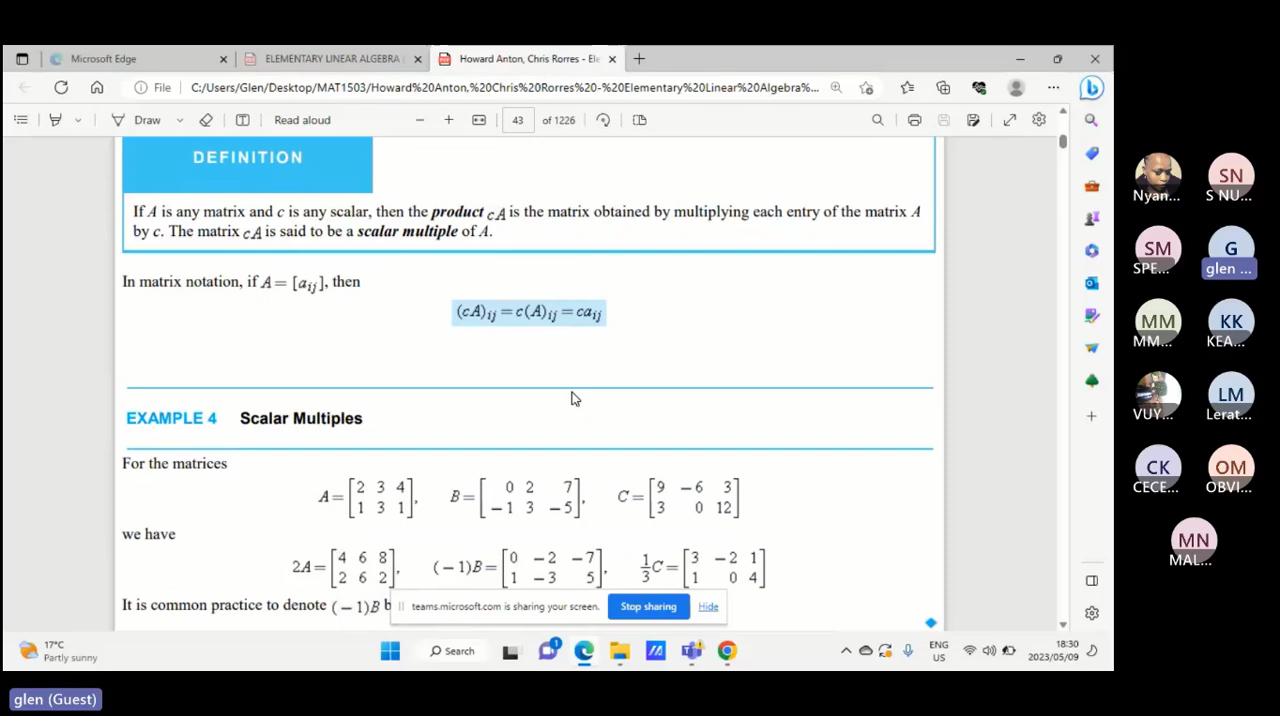 Microsoft Edge
ELEMENTARY LINEAR ALGEBRA (
Howard Anton, Chris Rorres - Ele
File
C:/Users/Glen/Desktop/MAT1503/Howard%20Anton,%20Chris%20Rorres%20-%20Elementary%20Linear%20Algebra%...
Draw
Read aloud
43 of 1226
DEFINITION
If A is any matrix and c is any scalar, then the product cA is the matrix obtained by multiplying each entry of the matrix A
by c. The matrix cA is said to be a scalar multiple of A.
In matrix notation, if A = [a_ij], then
(cA)_ij = c(A)_ij = ca_ij
EXAMPLE 4 Scalar Multiples
For the matrices
A = [2 3 4; 1 3 1], B = [0 2 7; -1 3 -5], C = [9 -6 3; 3 0 12]
we have
2A = [4 6 8; 2 6 2], (-1)B = [0 -2 -7; 1 -3 5], 1/3 C = [3 -2 1; 1 0 4]
It is common practice to denote (-1)B b
teams.microsoft.com is sharing your screen.
Stop sharing
Hide
17°C
Partly sunny
Search
1
ENG
US
18:30
2023/05/09
Nyan...
SN
S NU...
SM
SPE...
G
glen ...
MM
MM...
KK
KEA...
VUY...
LM
Lerat...
CK
CECE...
OM
OBVI...
MN
MAL...
glen (Guest)